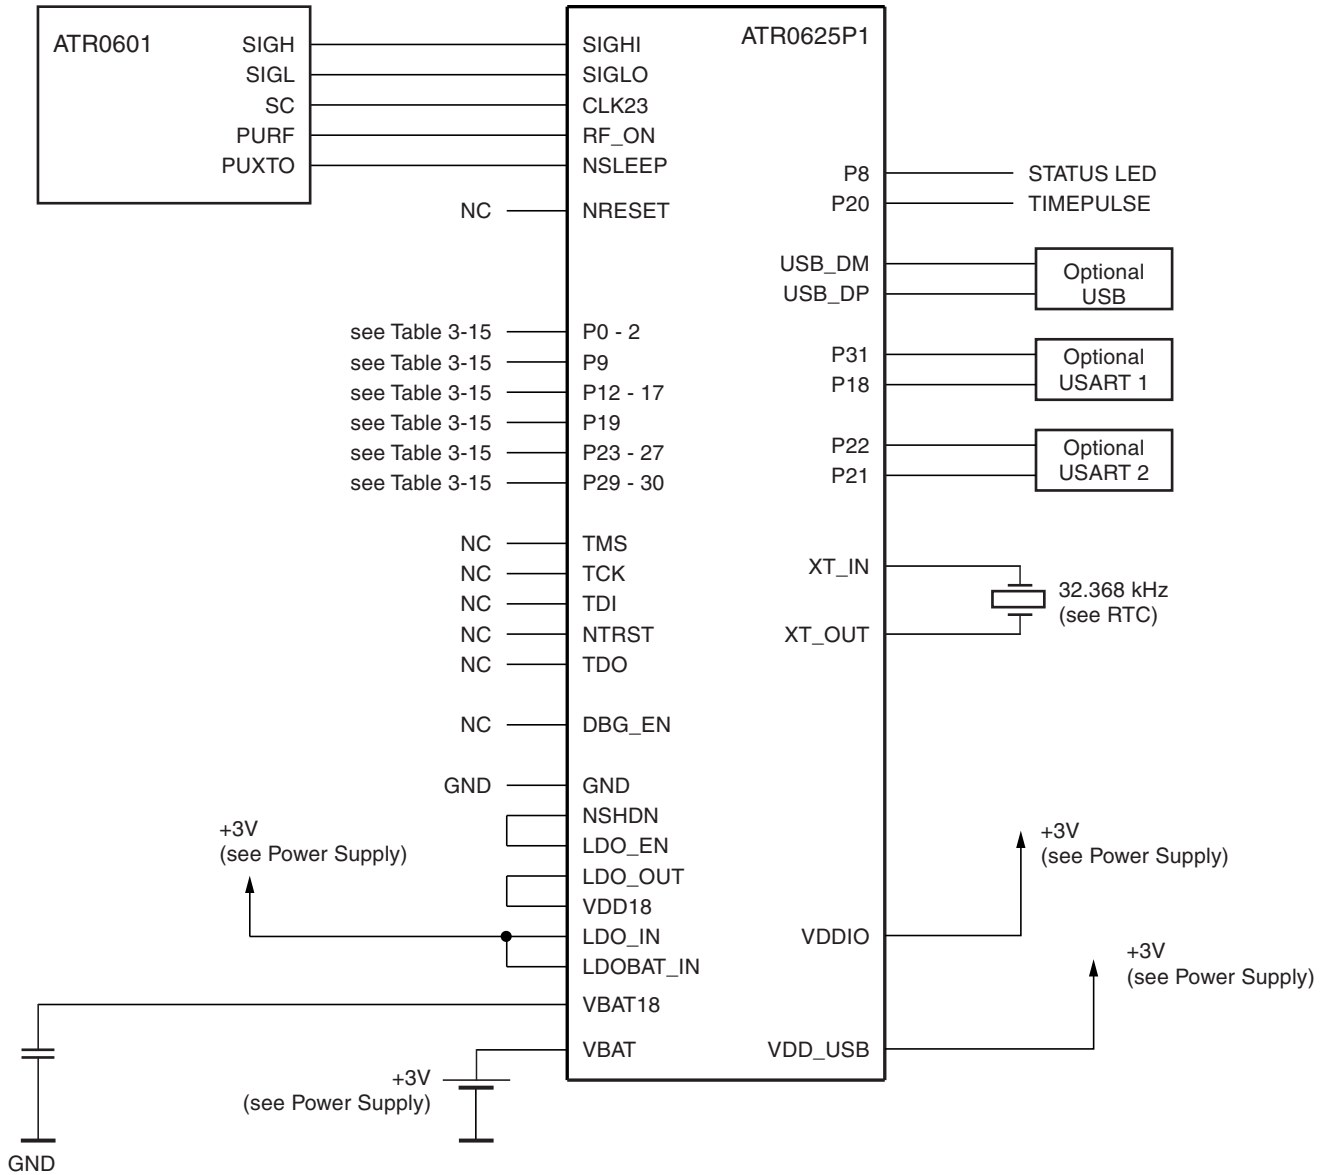 ATR0601
SIGH
SIGL
SC
PURF
PUXTO
NC
see Table 3-15
see Table 3-15
see Table 3-15
see Table 3-15
see Table 3-15
see Table 3-15
NC
NC
NC
NC
NC
NC
GND
+3V
(see Power Supply)
+3V
(see Power Supply)
GND
ATR0625P1
SIGHI
SIGLO
CLK23
RF_ON
NSLEEP
NRESET
P0 - 2
P9
P12 - 17
P19
P23 - 27
P29 - 30
TMS
TCK
TDI
NTRST
TDO
DBG_EN
GND
NSHDN
LDO_EN
LDO_OUT
VDD18
LDO_IN
LDOBAT_IN
VBAT18
VBAT
P8
P20
USB_DM
USB_DP
P31
P18
P22
P21
XT_IN
XT_OUT
VDDIO
VDD_USB
STATUS LED
TIMEPULSE
Optional
USB
Optional
USART 1
Optional
USART 2
32.368 kHz
(see RTC)
+3V
(see Power Supply)
+3V
(see Power Supply)